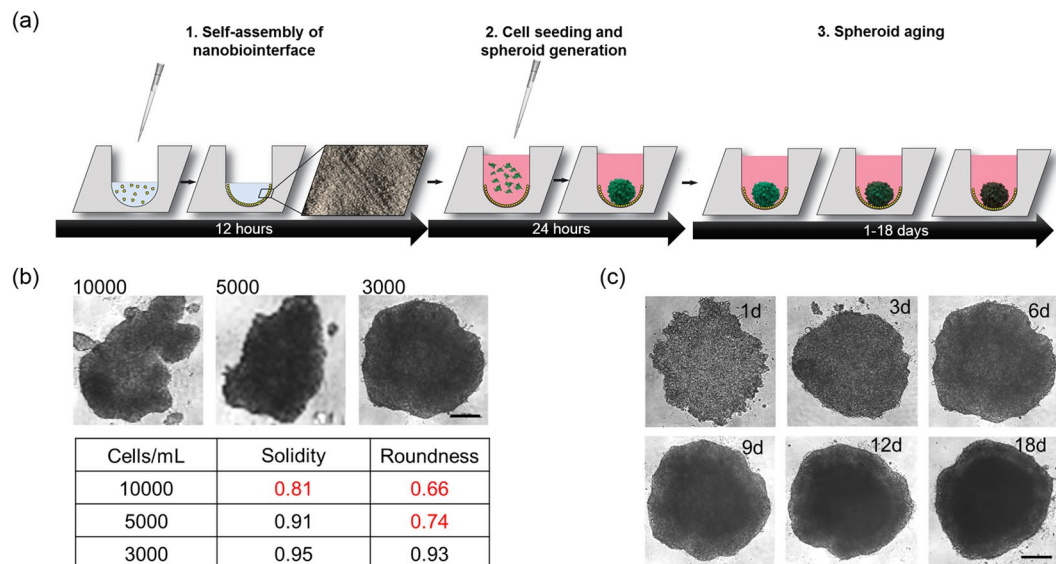 (a)
1. Self-assembly of
nanobiointerface
2. Cell seeding and
spheroid generation
3. Spheroid aging
12 hours
24 hours
1-18 days
(b)
10000
5000
3000
Cells/mL Solidity Roundness
10000 0.81 0.66
5000 0.91 0.74
3000 0.95 0.93
(c)
1d
3d
6d
9d
12d
18d